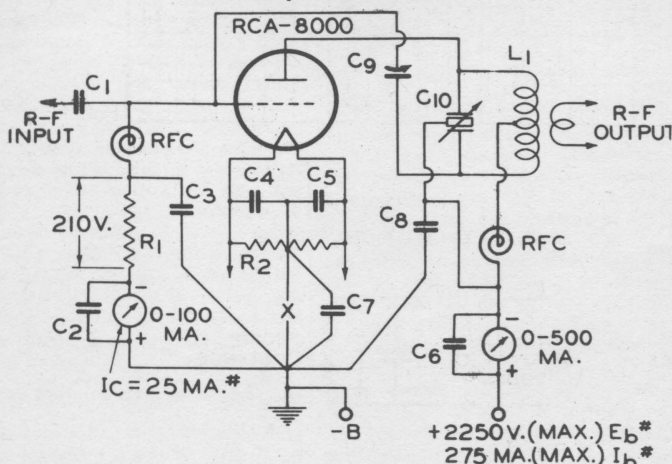 RCA-8000
C1
R-F
INPUT
RFC
C3
210V.
R1
C2
0-100
MA.
IC = 25 MA.#
C4
C5
R2
X
C7
-B
C9
C10
L1
R-F
OUTPUT
C8
RFC
C6
0-500
MA.
+2250 V.(MAX.) Eb#
275 MA.(MAX.) Ib#
-
+
-
+